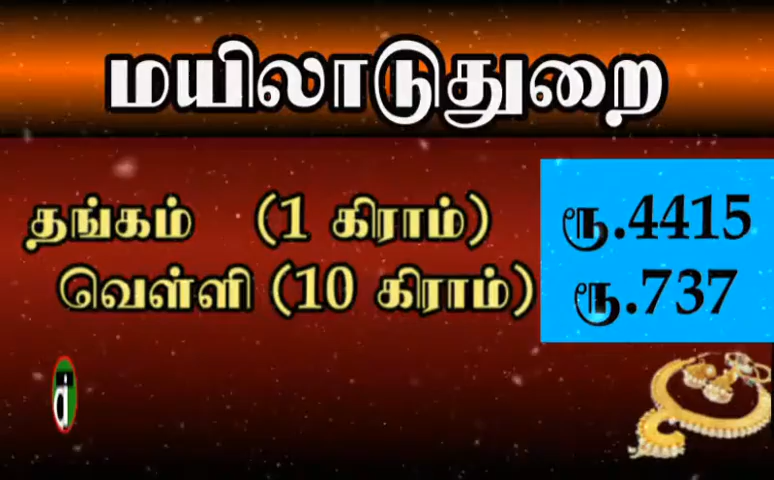 மயிலாடுதுறை
தங்கம் (1 கிராம்) ரூ.4415
வெள்ளி (10 கிராம்) ரூ.737
d